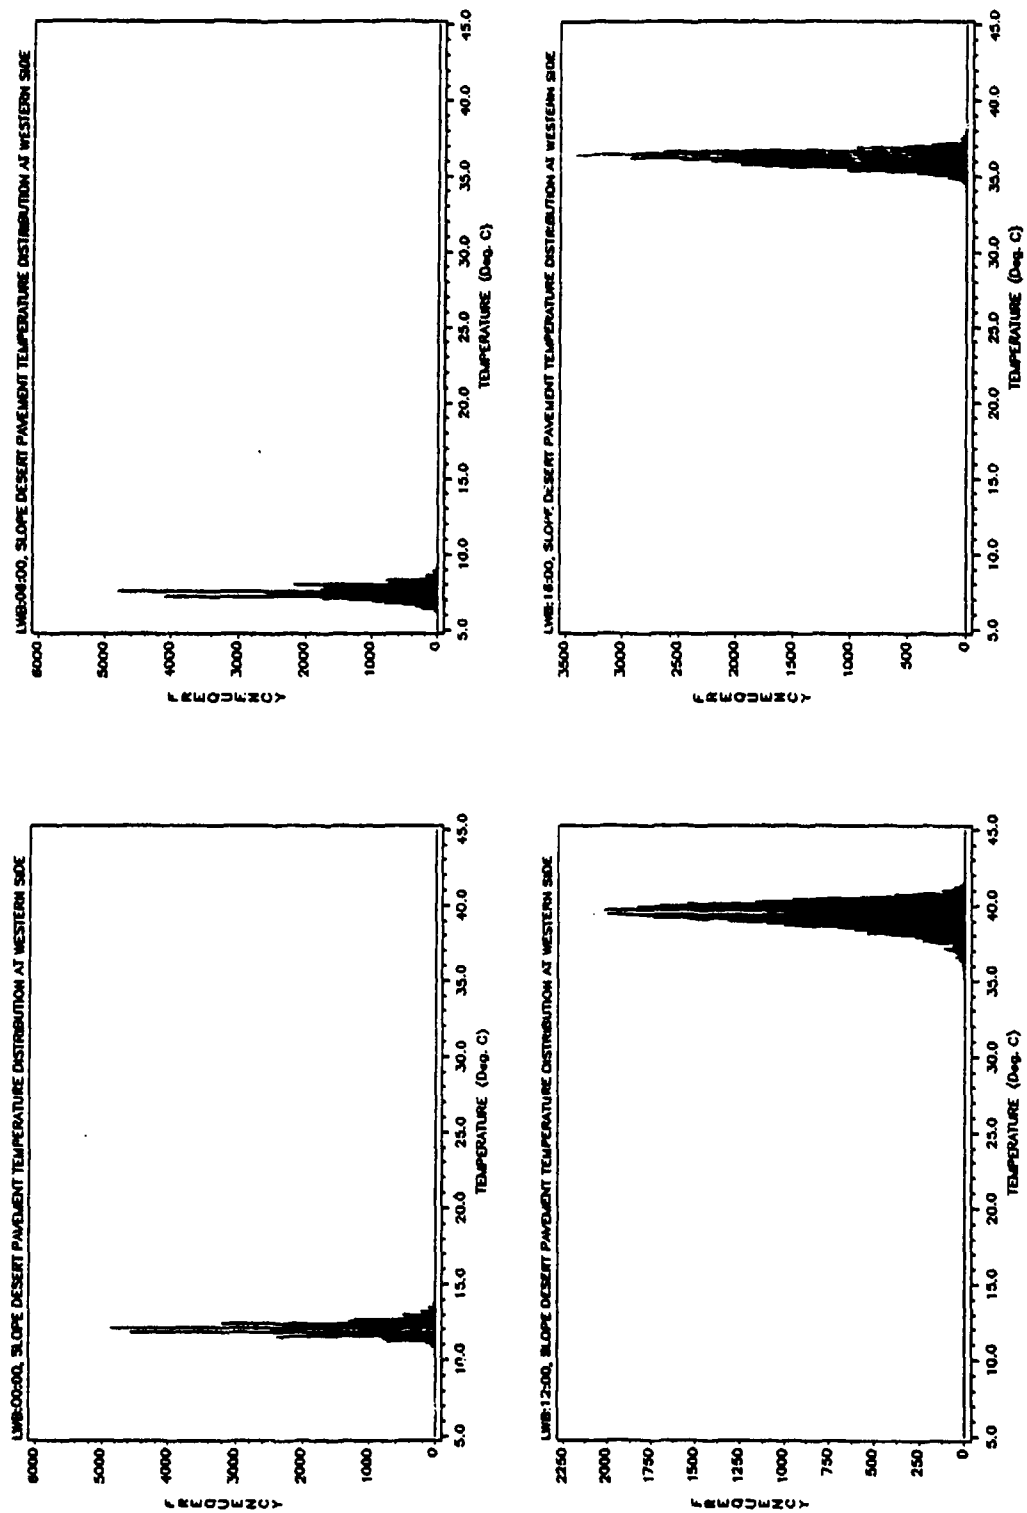 LWB:00:00, SLOPE DESERT PAVEMENT TEMPERATURE DISTRIBUTION AT WESTERN SIDE
6000
5000
4000
3000
2000
1000
0
FREQUENCY
5.0 10.0 15.0 20.0 25.0 30.0 35.0 40.0 45.0
TEMPERATURE (Deg. C)
SLOPE DESERT PAVEMENT TEMPERATURE DISTRIBUTION AT WESTERN SIDE
6000
5000
4000
3000
2000
1000
0
FREQUENCY
5.0 10.0 15.0 20.0 25.0 30.0 35.0 40.0 45.0
TEMPERATURE (Deg. C)
LWB:12:00, SLOPE DESERT PAVEMENT TEMPERATURE DISTRIBUTION AT WESTERN SIDE
2250
2000
1750
1500
1250
1000
750
500
250
0
FREQUENCY
5.0 10.0 15.0 20.0 25.0 30.0 35.0 40.0 45.0
TEMPERATURE (Deg. C)
SLOPE DESERT PAVEMENT TEMPERATURE DISTRIBUTION AT WESTERN SIDE
3500
3000
2500
2000
1500
1000
500
0
FREQUENCY
5.0 10.0 15.0 20.0 25.0 30.0 35.0 40.0 45.0
TEMPERATURE (Deg. C)